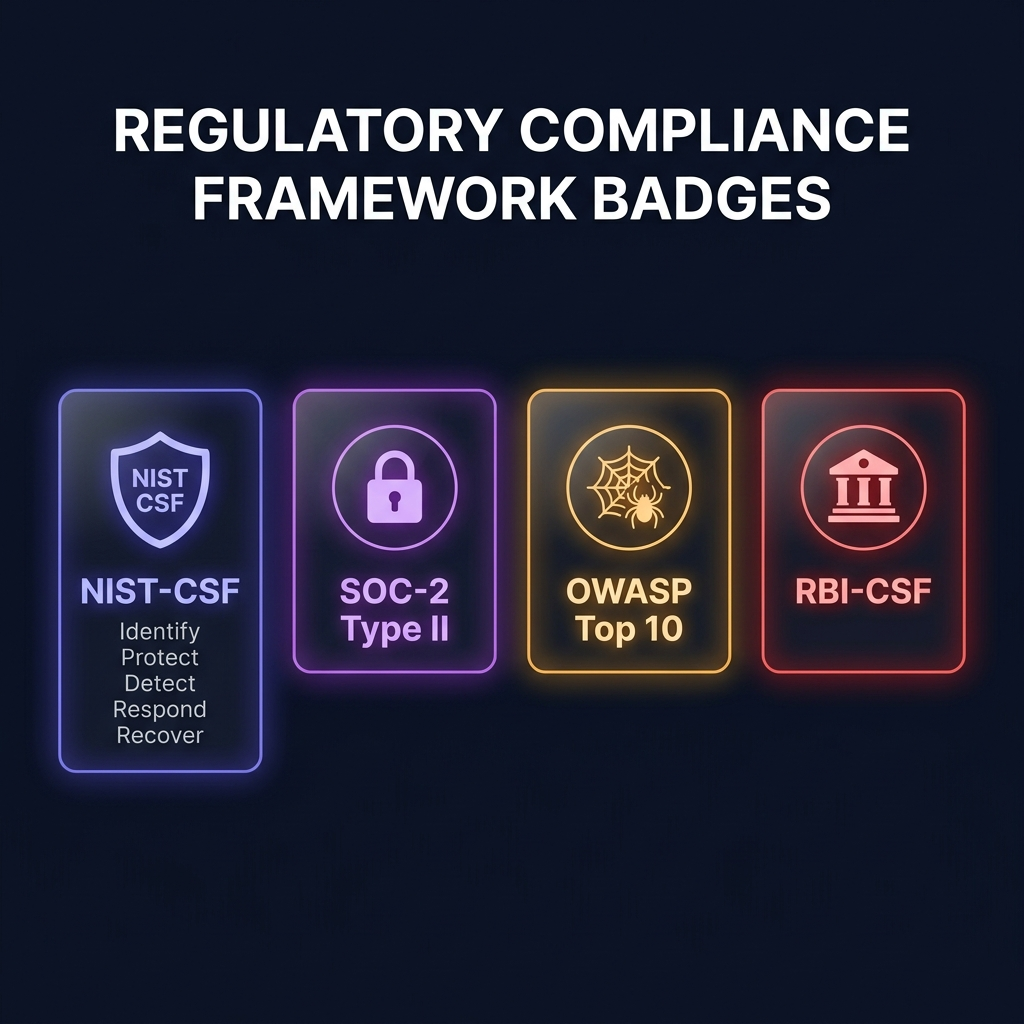 REGULATORY COMPLIANCE
FRAMEWORK BADGES
NIST
CSF
NIST-CSF
Identify
Protect
Detect
Respond
Recover
SOC-2
Type II
OWASP
Top 10
RBI-CSF